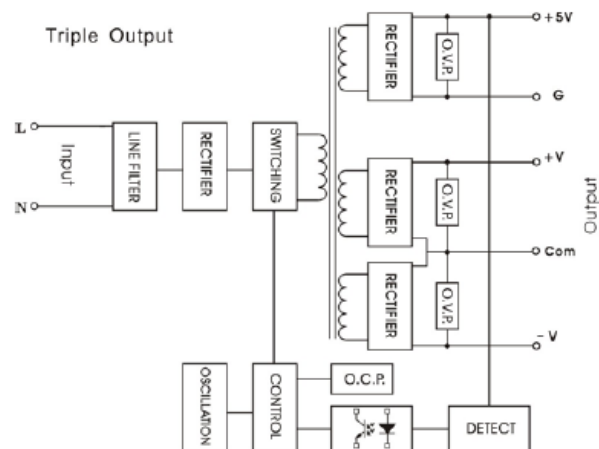 Triple Output
L
N
Input
LINE FILTER
RECTIFIER
SWITCHING
RECTIFIER
O.V.P.
+5V
G
RECTIFIER
O.V.P.
+V
Com
RECTIFIER
O.V.P.
- V
Output
OSCILLATION
CONTROL
O.C.P.
DETECT